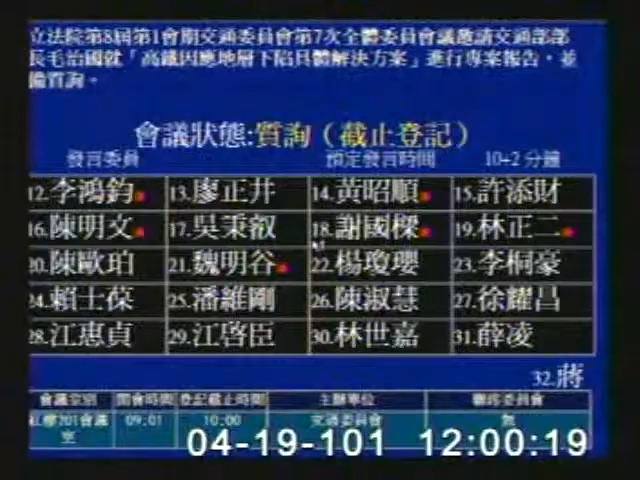 立法院第8屆第1會期交通委員會第7次全體委員會議邀請交通部部
長毛治國就「高鐵因應地層下陷具體解決方案」進行專案報告，並
備質詢。
會議狀態:質詢（截止登記）
發言委員 預定發言時間 10+2 分鐘
12.李鴻鈞 13.廖正井 14.黃昭順 15.許添財
16.陳明文 17.吳秉叡 18.謝國樑 19.林正二
20.陳歐珀 21.魏明谷 22.楊瓊瓔 23.李桐豪
24.賴士葆 25.潘維剛 26.陳淑慧 27.徐耀昌
28.江惠貞 29.江啓臣 30.林世嘉 31.薛凌
32.蔣
會議室別 開會時間 登記截止時間 主辦單位 聯席委員會
紅樓201會議室 09:01 10:00 交通委員會 無
04-19-101 12:00:19